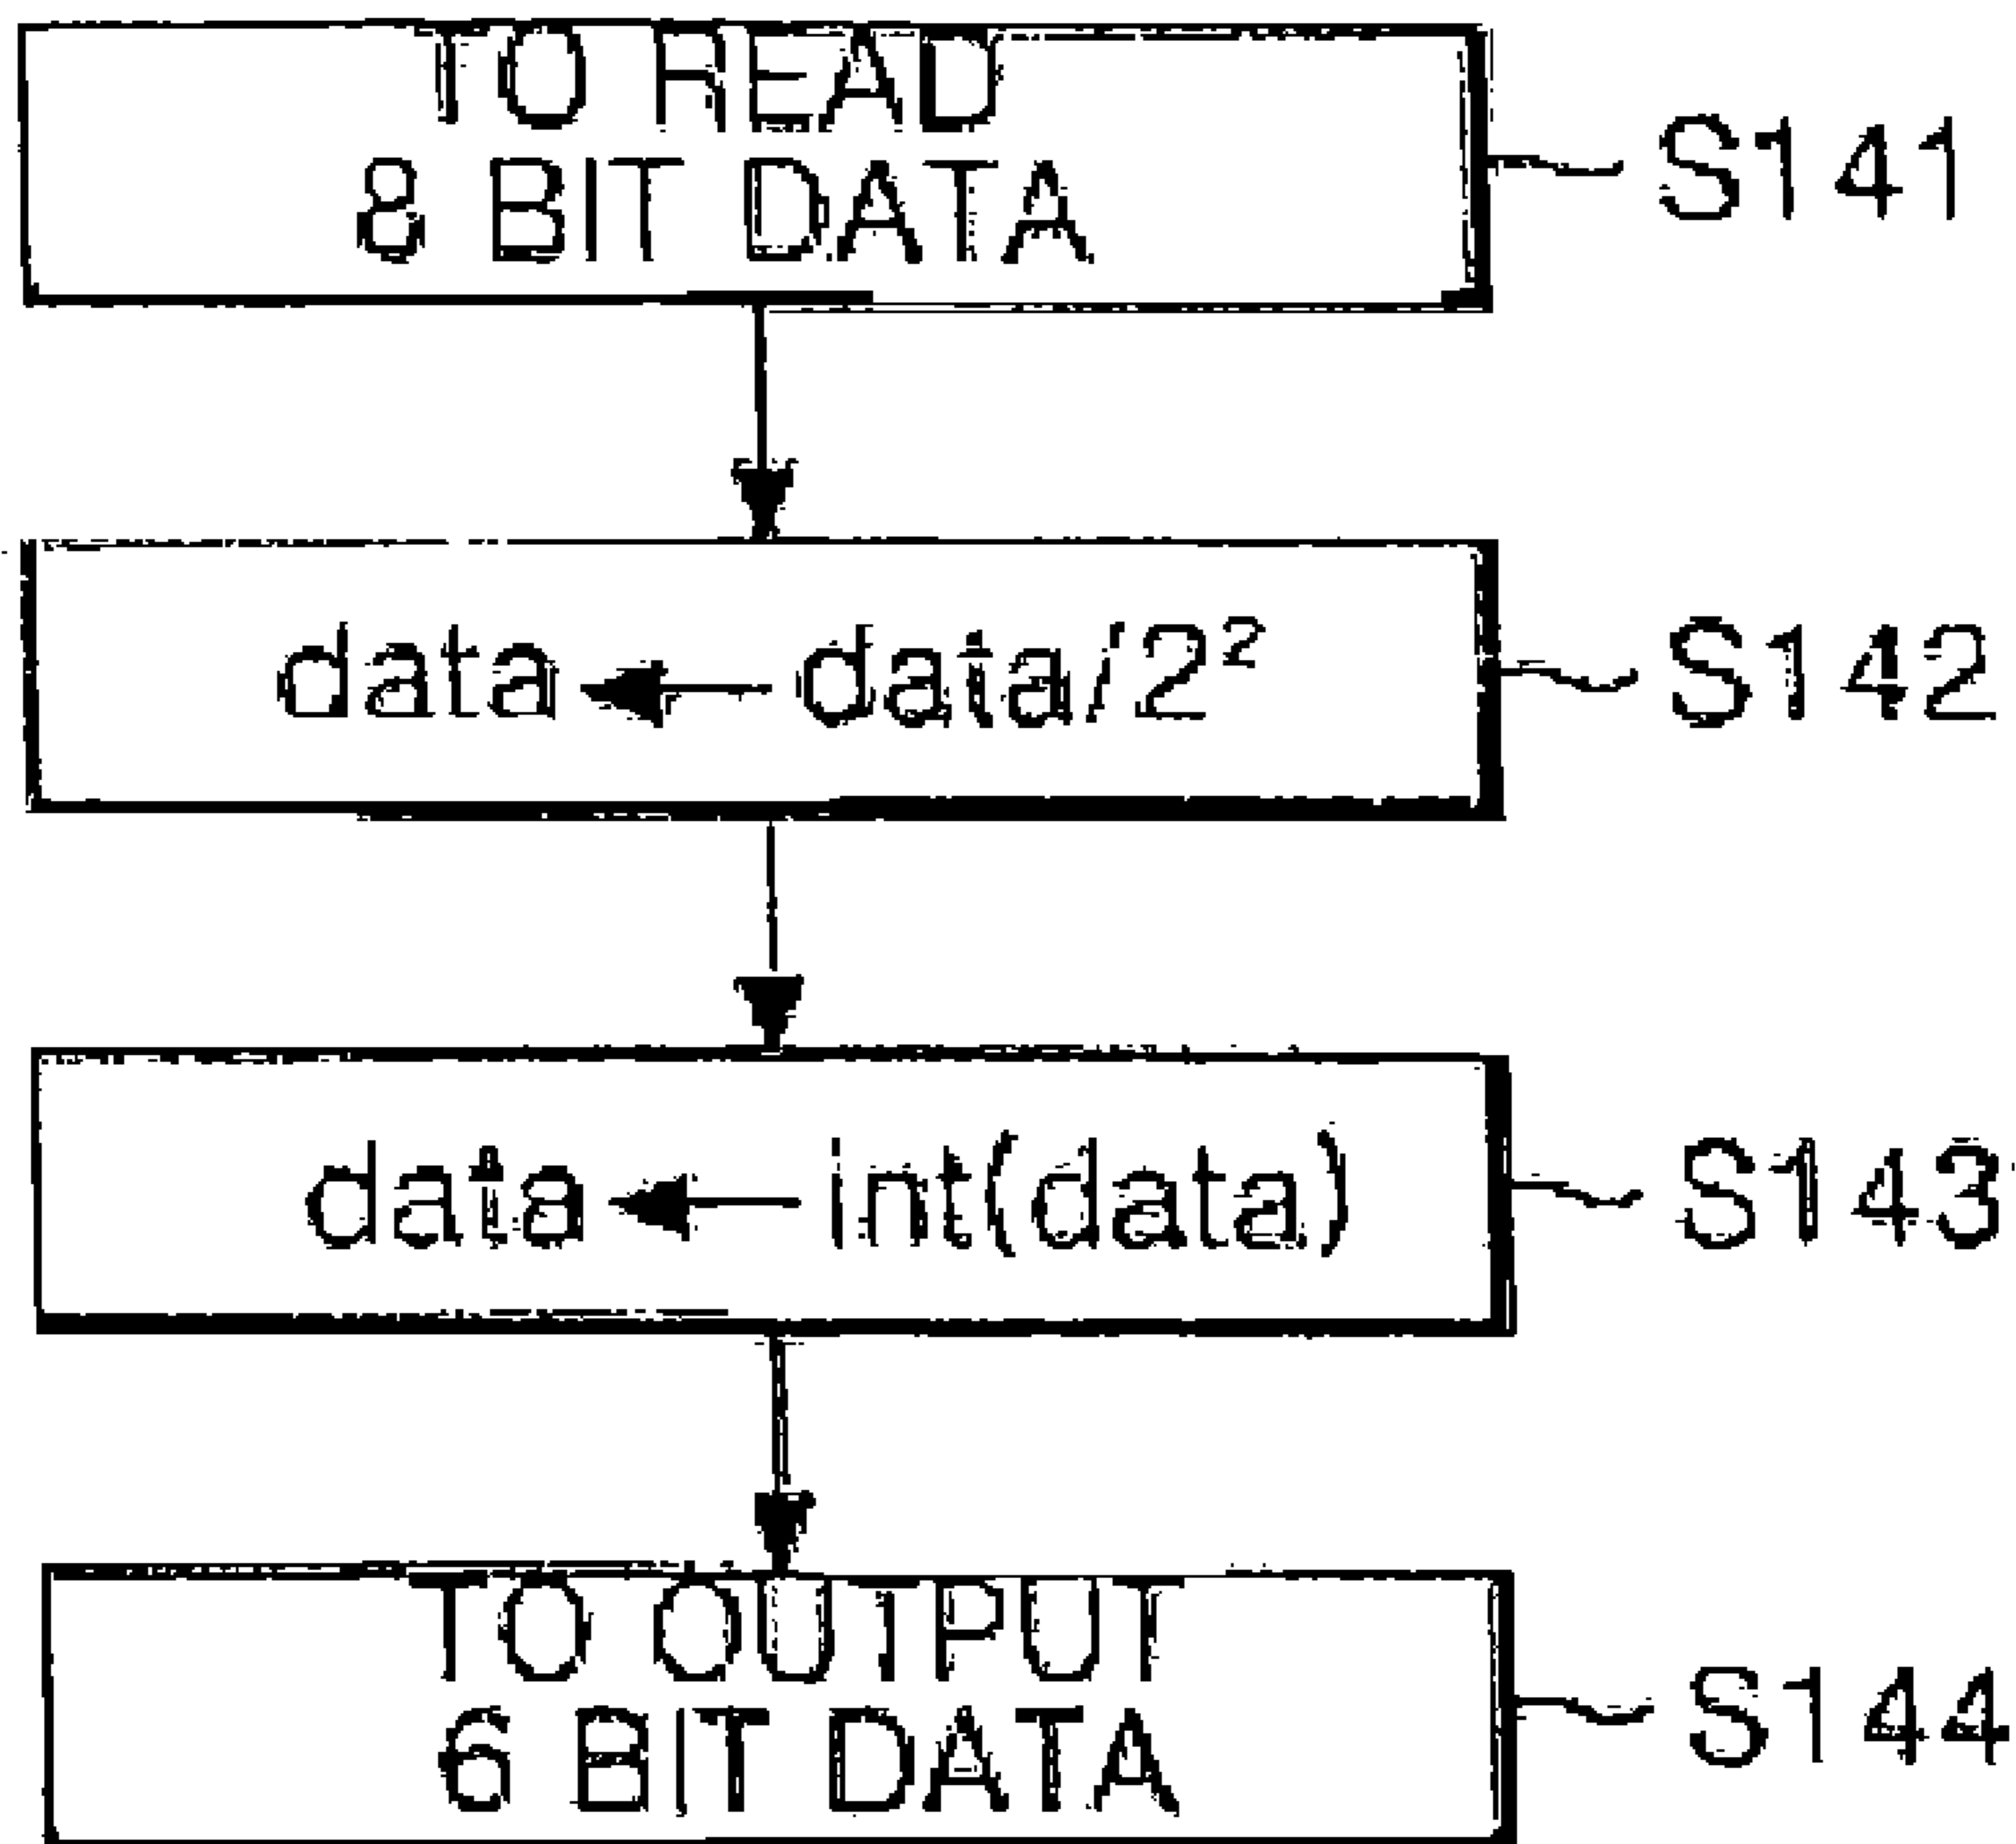 TO READ
8 BIT DATA
S141
data ← data/2²
S142
data ← int(data)
S143
TO OUTPUT
6 BIT DATA
S144